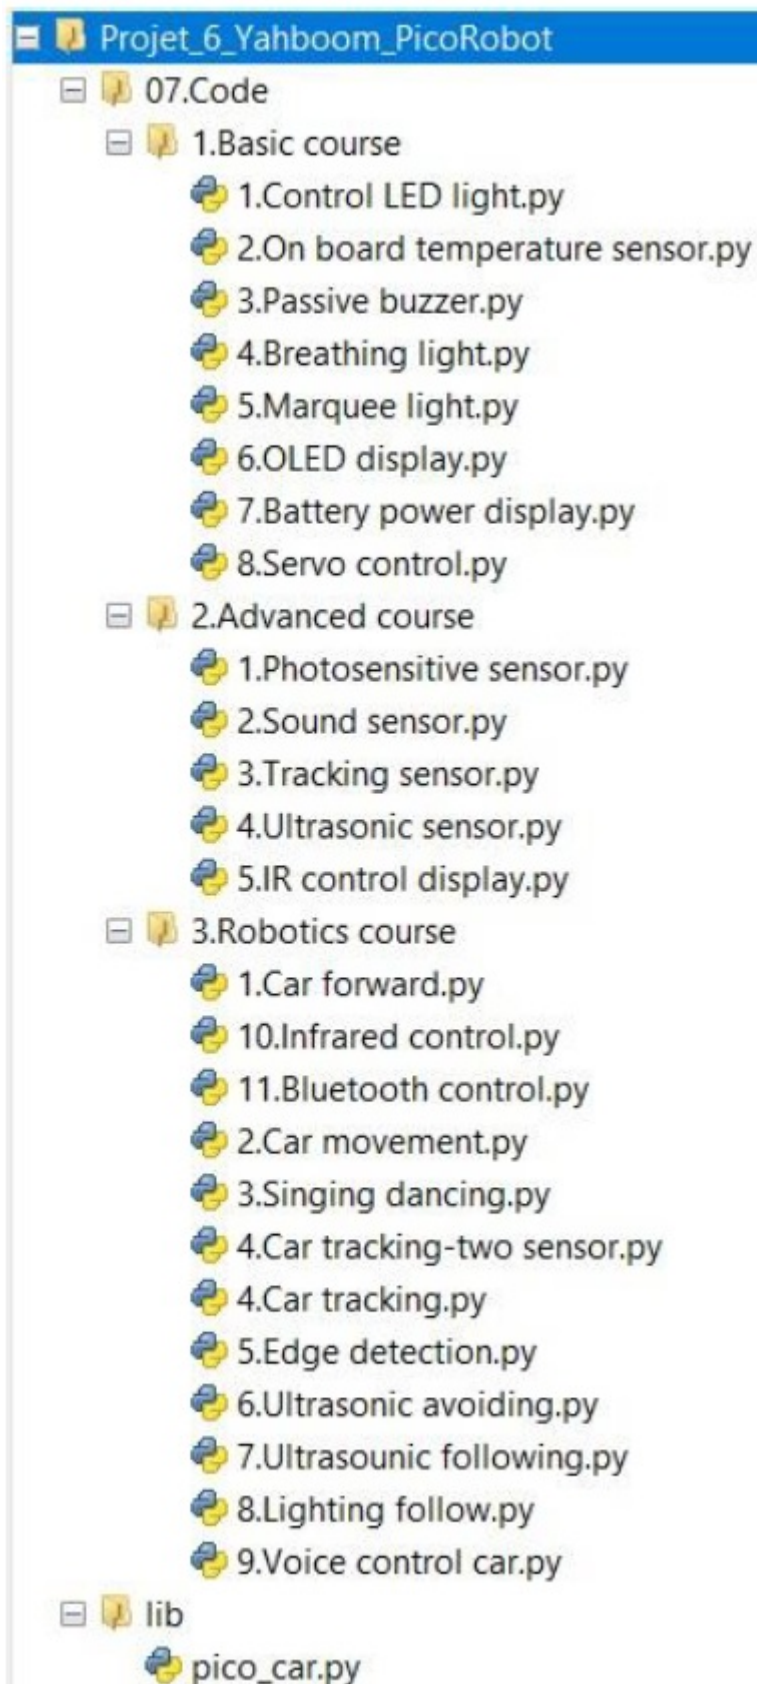 Projet_6_Yahboom_PicoRobot
07.Code
1.Basic course
1.Control LED light.py
2.On board temperature sensor.py
3.Passive buzzer.py
4.Breathing light.py
5.Marquee light.py
6.OLED display.py
7.Battery power display.py
8.Servo control.py
2.Advanced course
1.Photosensitive sensor.py
2.Sound sensor.py
3.Tracking sensor.py
4.Ultrasonic sensor.py
5.IR control display.py
3.Robotics course
1.Car forward.py
10.Infrared control.py
11.Bluetooth control.py
2.Car movement.py
3.Singing dancing.py
4.Car tracking-two sensor.py
4.Car tracking.py
5.Edge detection.py
6.Ultrasonic avoiding.py
7.Ultrasounic following.py
8.Lighting follow.py
9.Voice control car.py
lib
pico_car.py